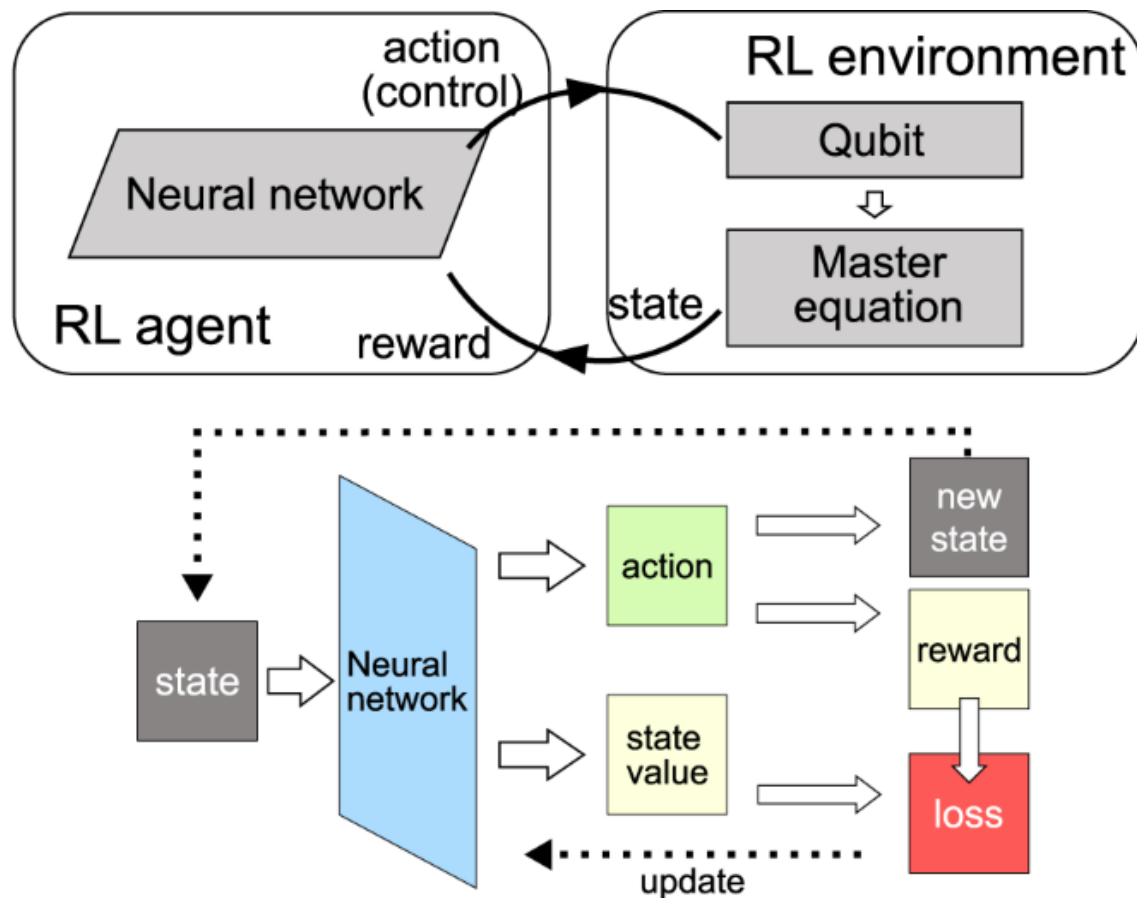 action
(control)
RL environment
Neural network
Qubit
Master
equation
RL agent
state
reward
new
state
action
state
Neural
network
reward
state
value
loss
update